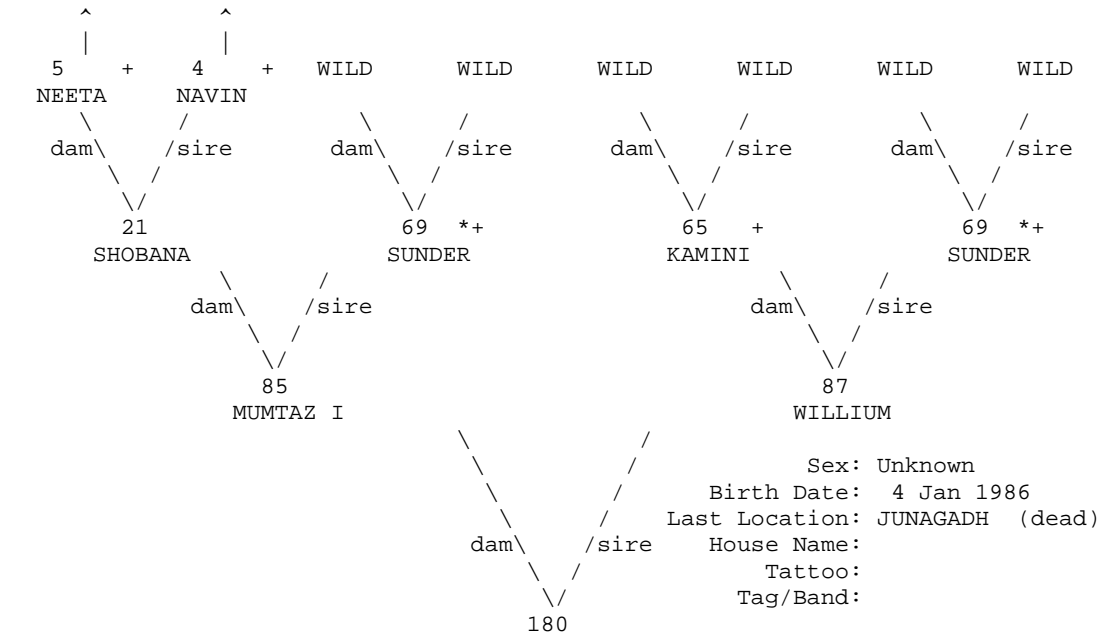 ^ ^
| |
5 + 4 + WILD WILD WILD WILD WILD WILD
NEETA NAVIN
\ / \ / \ / \ /
dam\ /sire dam\ /sire dam\ /sire dam\ /sire
\ / \ / \ / \ /
\/ \/ \/ \/
21 69 *+ 65 + 69 *+
SHOBANA SUNDER KAMINI SUNDER
\ / \ /
dam\ /sire dam\ /sire
\ / \ /
\/ \/
85 87
MUMTAZ I WILLIUM
\ /
\ / Sex: Unknown
\ / Birth Date: 4 Jan 1986
\ / Last Location: JUNAGADH (dead)
dam\ /sire House Name:
\ / Tattoo:
\/ Tag/Band:
180